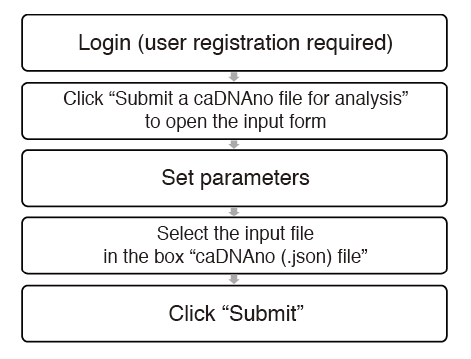 Login (user registration required)
Click “Submit a caDNAno file for analysis”
to open the input form
Set parameters
Select the input file
in the box “caDNAno (.json) file”
Click “Submit”